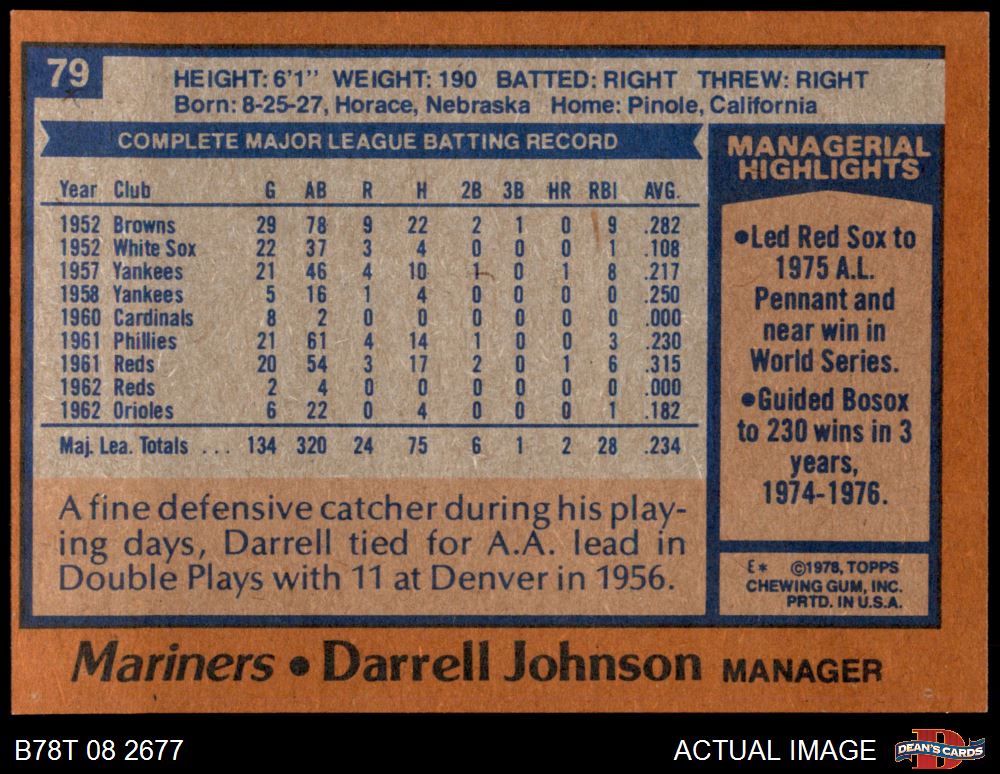 79
HEIGHT: 6'1" WEIGHT: 190 BATTED: RIGHT THREW: RIGHT
Born: 8-25-27, Horace, Nebraska Home: Pinole, California
COMPLETE MAJOR LEAGUE BATTING RECORD
Year Club G AB R H 2B 3B HR RBI AVG.
1952 Browns 29 78 9 22 2 1 0 9 .282
1952 White Sox 22 37 3 4 0 0 0 1 .108
1957 Yankees 21 46 4 10 1 0 1 8 .217
1958 Yankees 5 16 1 4 0 0 0 0 .250
1960 Cardinals 8 2 0 0 0 0 0 0 .000
1961 Phillies 21 61 4 14 1 0 0 3 .230
1961 Reds 20 54 3 17 2 0 1 6 .315
1962 Reds 2 4 0 0 0 0 0 0 .000
1962 Orioles 6 22 0 4 0 0 0 1 .182
Maj. Lea. Totals ... 134 320 24 75 6 1 2 28 .234
A fine defensive catcher during his play-
ing days, Darrell tied for A.A. lead in
Double Plays with 11 at Denver in 1956.
MANAGERIAL
HIGHLIGHTS
•Led Red Sox to
1975 A.L.
Pennant and
near win in
World Series.
•Guided Bosox
to 230 wins in 3
years,
1974-1976.
E* ©1978, TOPPS
CHEWING GUM, INC.
PRTD. IN U.S.A.
Mariners • Darrell Johnson MANAGER
B78T 08 2677
ACTUAL IMAGE
D
DEAN'S CARDS